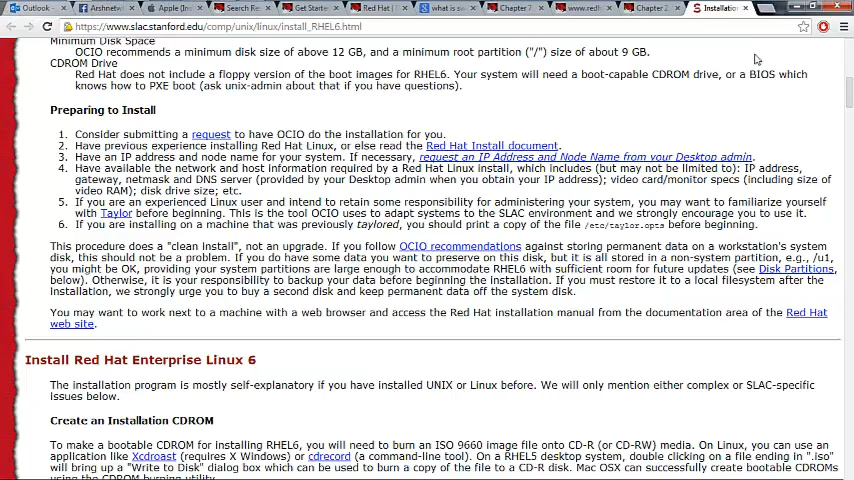 Outlook -
Arshnetw
Apple (In
Search Re
Get Starte
Red Hat |
what is sw
Chapter 7
www.redh
Chapter 2
Installatio
https://www.slac.stanford.edu/comp/unix/linux/install_RHEL6.html
Minimum Disk Space
OCIO recommends a minimum disk size of above 12 GB, and a minimum root partition ("/") size of about 9 GB.
CDROM Drive
Red Hat does not include a floppy version of the boot images for RHEL6. Your system will need a boot-capable CDROM drive, or a BIOS which
knows how to PXE boot (ask unix-admin about that if you have questions).
Preparing to Install
1. Consider submitting a request to have OCIO do the installation for you.
2. Have previous experience installing Red Hat Linux, or else read the Red Hat Install document.
3. Have an IP address and node name for your system. If necessary, request an IP Address and Node Name from your Desktop admin.
4. Have available the network and host information required by a Red Hat Linux install, which includes (but may not be limited to): IP address,
gateway, netmask and DNS server (provided by your Desktop admin when you obtain your IP address); video card/monitor specs (including size of
video RAM); disk drive size; etc.
5. If you are an experienced Linux user and intend to retain some responsibility for administering your system, you may want to familiarize yourself
with Taylor before beginning. This is the tool OCIO uses to adapt systems to the SLAC environment and we strongly encourage you to use it.
6. If you are installing on a machine that was previously taylored, you should print a copy of the file /etc/taylor.opts before beginning.
This procedure does a "clean install", not an upgrade. If you follow OCIO recommendations against storing permanent data on a workstation's system
disk, this should not be a problem. If you do have some data you want to preserve on this disk, but it is all stored in a non-system partition, e.g., /u1,
you might be OK, providing your system partitions are large enough to accommodate RHEL6 with sufficient room for future updates (see Disk Partitions,
below). Otherwise, it is your responsibility to backup your data before beginning the installation. If you must restore it to a local filesystem after the
installation, we strongly urge you to buy a second disk and keep permanent data off the system disk.
You may want to work next to a machine with a web browser and access the Red Hat installation manual from the documentation area of the Red Hat
web site.
Install Red Hat Enterprise Linux 6
The installation program is mostly self-explanatory if you have installed UNIX or Linux before. We will only mention either complex or SLAC-specific
issues below.
Create an Installation CDROM
To make a bootable CDROM for installing RHEL6, you will need to burn an ISO 9660 image file onto CD-R (or CD-RW) media. On Linux, you can use an
application like Xcdroast (requires X Windows) or cdrecord (a command-line tool). On a RHEL5 desktop system, double clicking on a file ending in ".iso"
will bring up a "Write to Disk" dialog box which can be used to burn a copy of the file to a CD-R disk. Mac OSX can successfully create bootable CDROMs
using the CDROM burning utility.